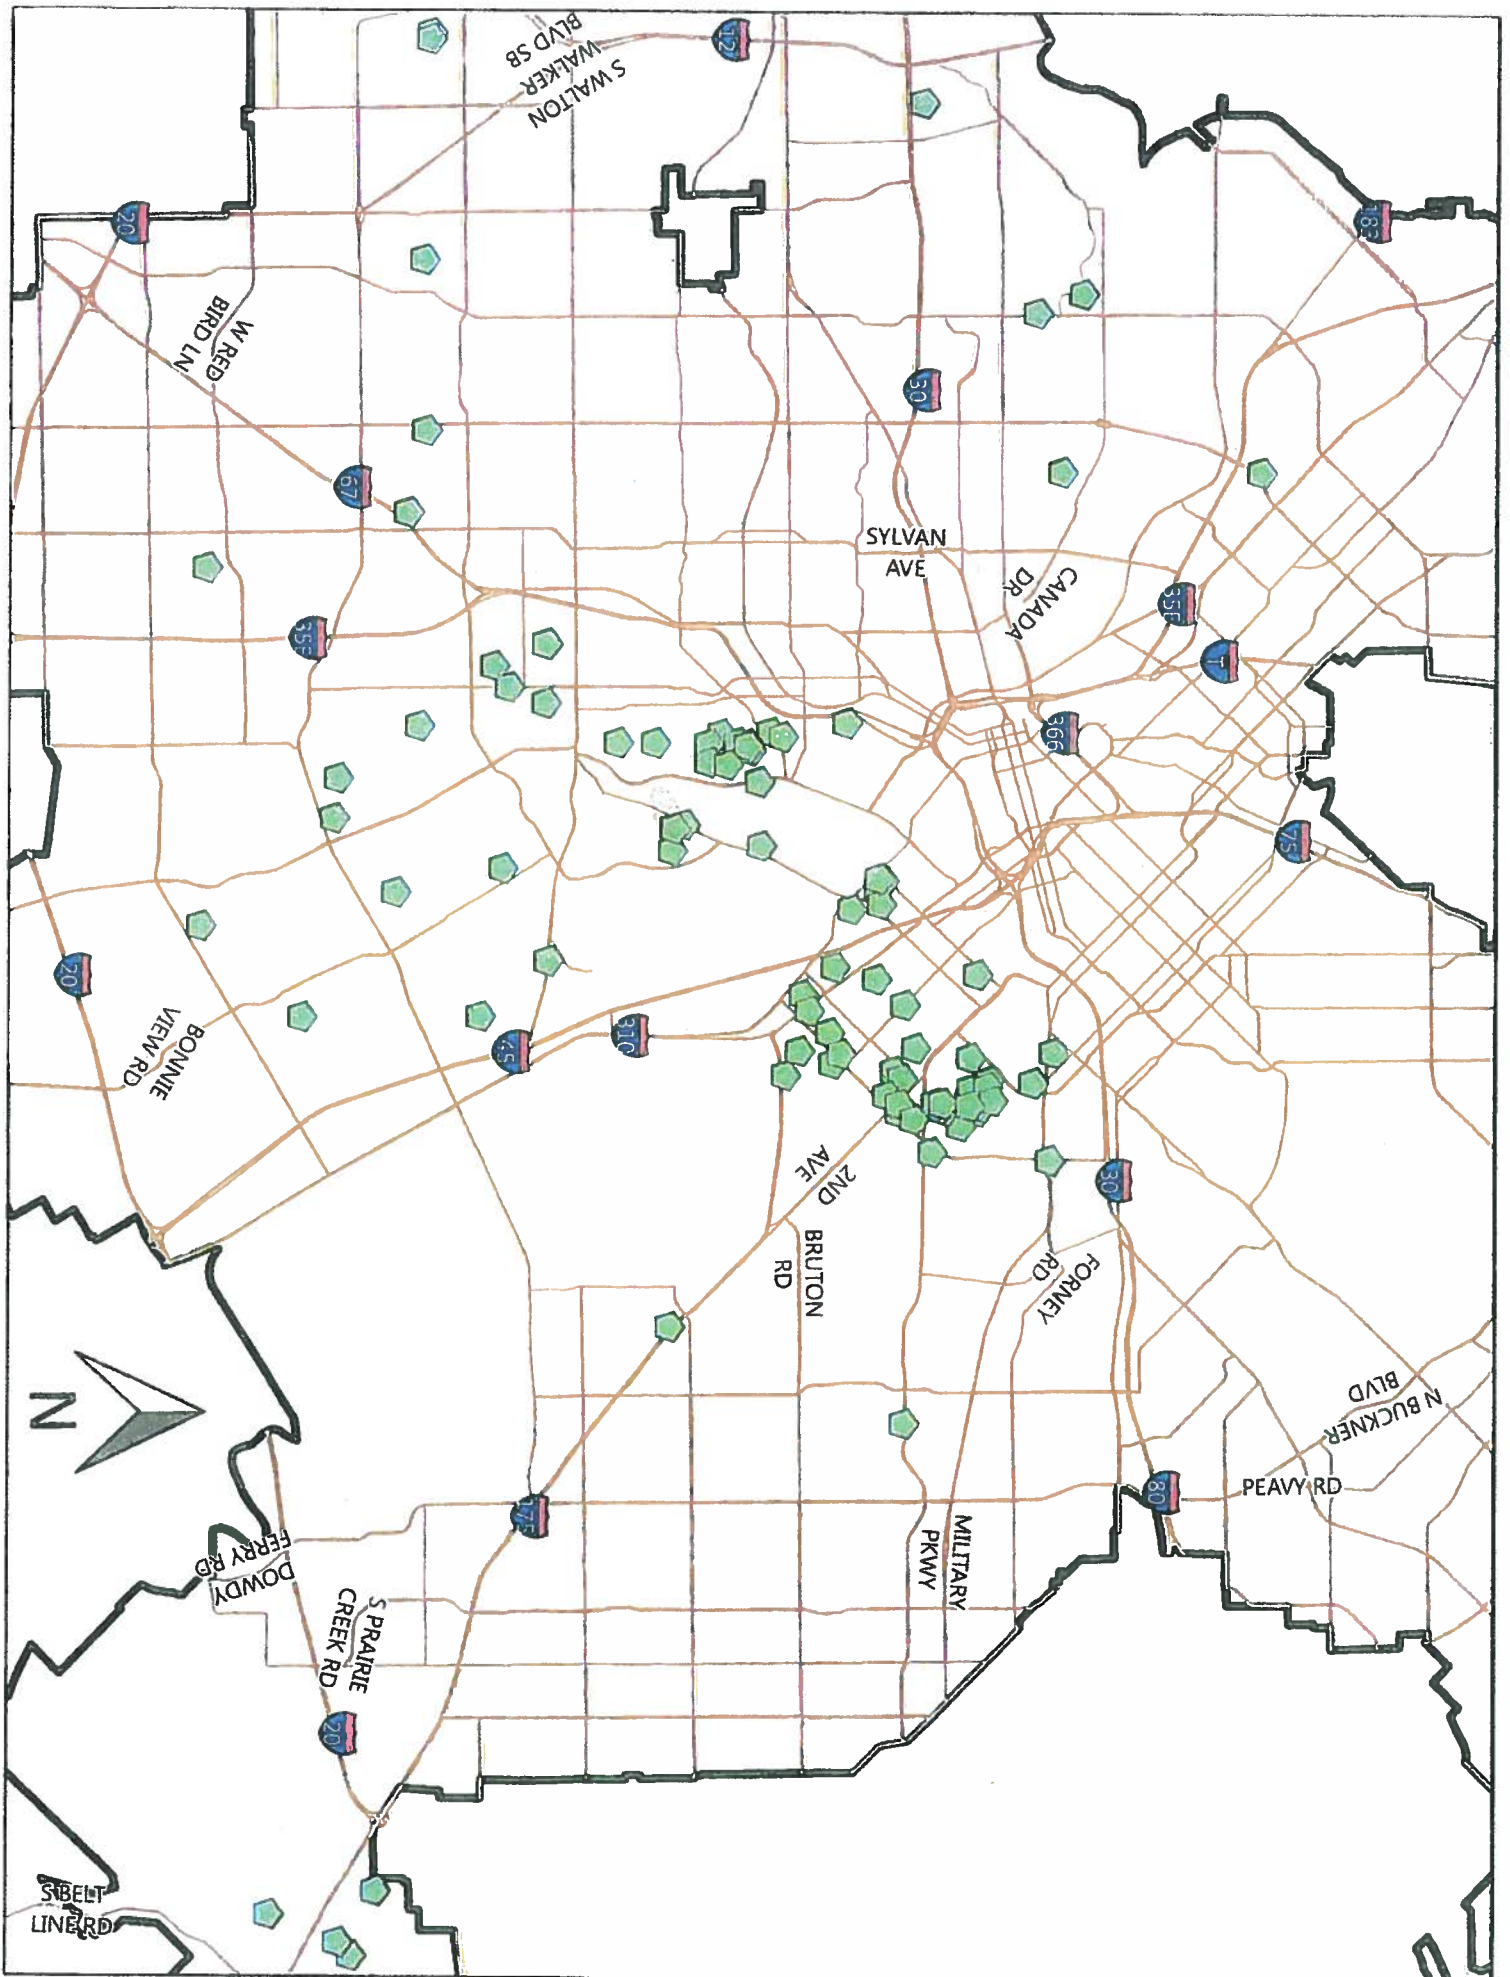 S WALTON
WALKER
BLVD SB
12
183
20
W RED
BIRD LN
30
67
SYLVAN
AVE
CANADA
DR
35E
35E
T
366
75
20
BONNIE
VIEW RD
45
310
2ND
AVE
30
BRUTON
RD
FORNEY
RD
N
N BUCKNER
BLVD
PEAVY RD
80
175
MILITARY
PKWY
DOWDY
FERRY RD
S PRAIRIE
CREEK RD
20
S BELT
LINE RD